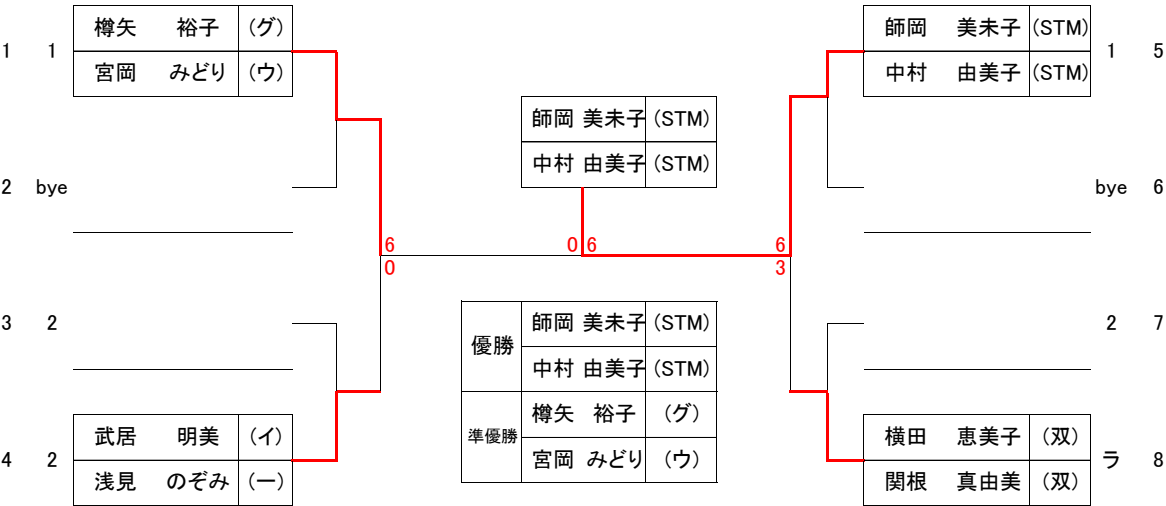 樽矢 裕子 (グ)
1 1
宮岡 みどり (ウ)
2 bye
3 2
武居 明美 (イ)
4 2
浅見 のぞみ (一)
6
0
師岡 美未子 (STM)
中村 由美子 (STM)
0 6
優勝
師岡 美未子 (STM)
中村 由美子 (STM)
準優勝
樽矢 裕子 (グ)
宮岡 みどり (ウ)
6
3
師岡 美未子 (STM)
1 5
中村 由美子 (STM)
bye 6
2 7
横田 恵美子 (双)
ラ 8
関根 真由美 (双)